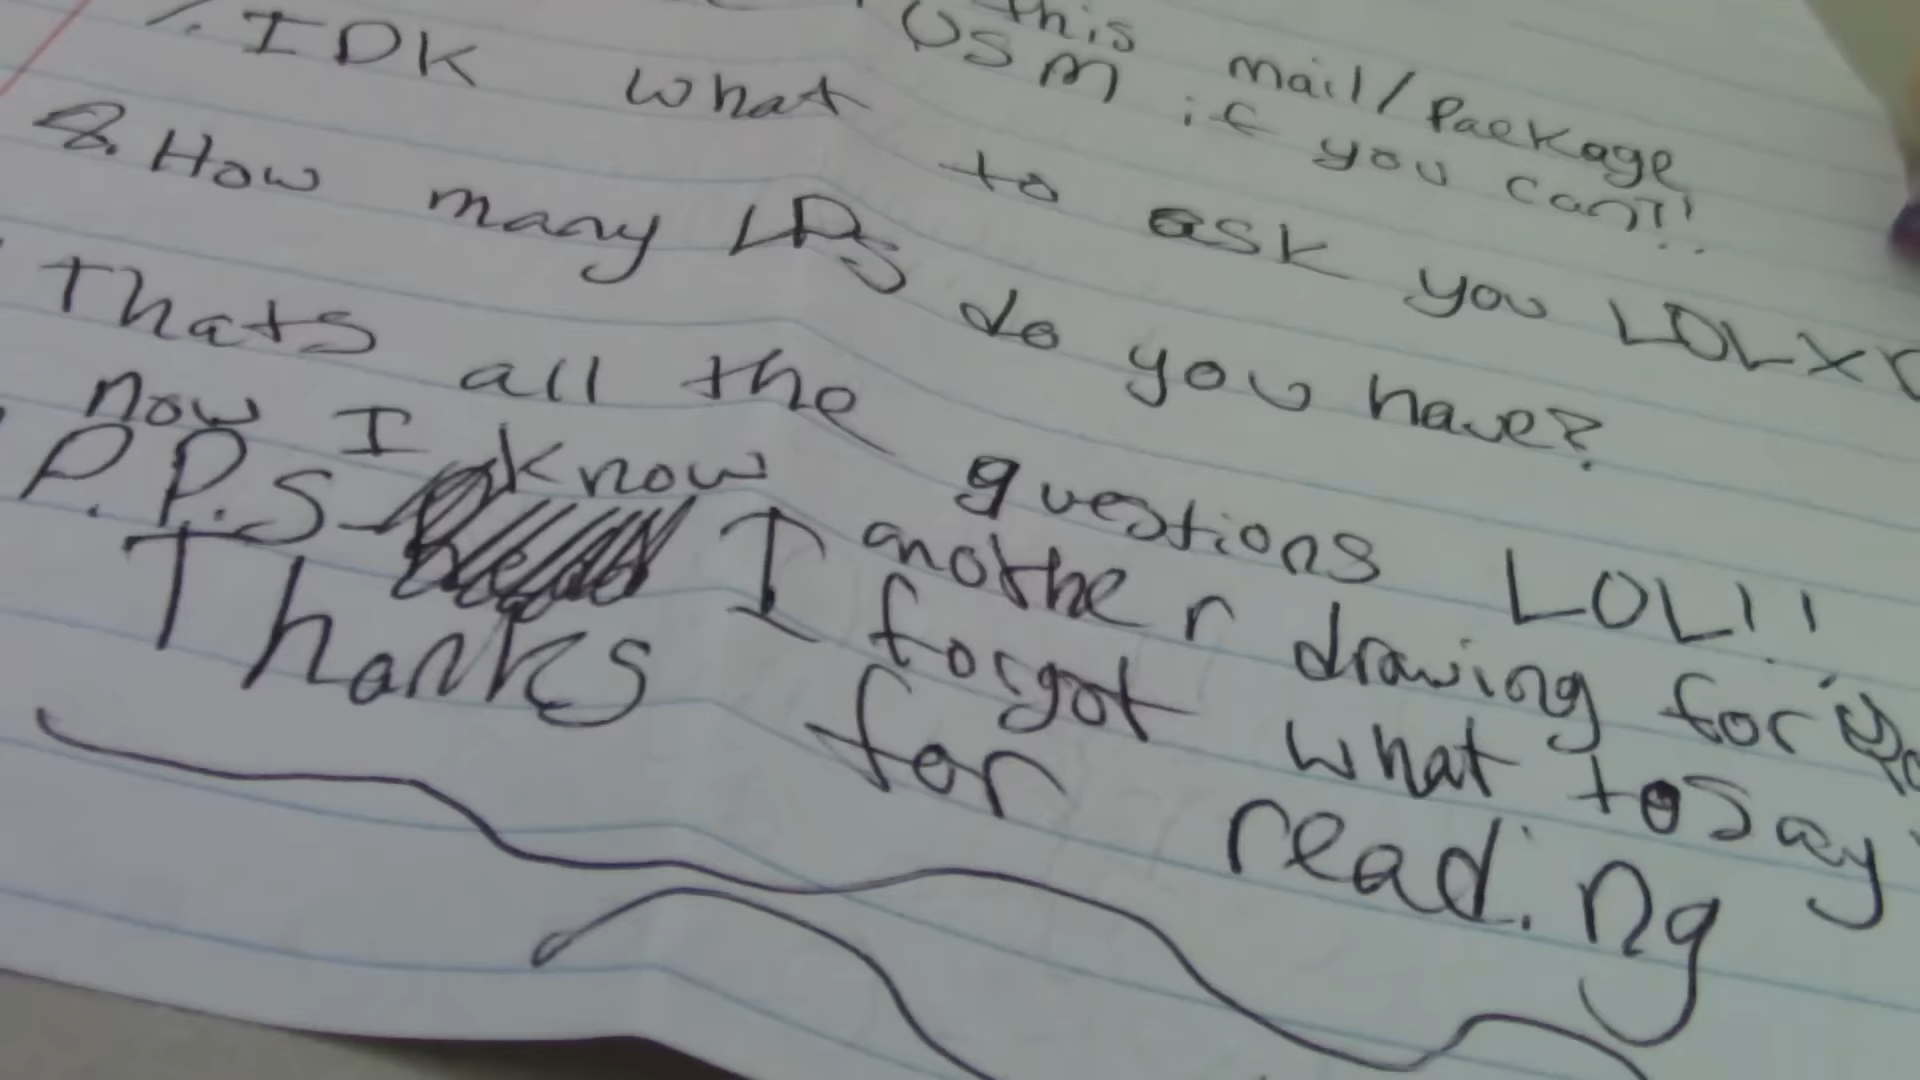 this mail/Package
USM if you can?!!
7. IDK what to ask you LOL X
8. How many LPS do you have?
Thats all the questions LOL!!
now I know another drawing for
P.P.S I forgot what to say
Thanks for reading